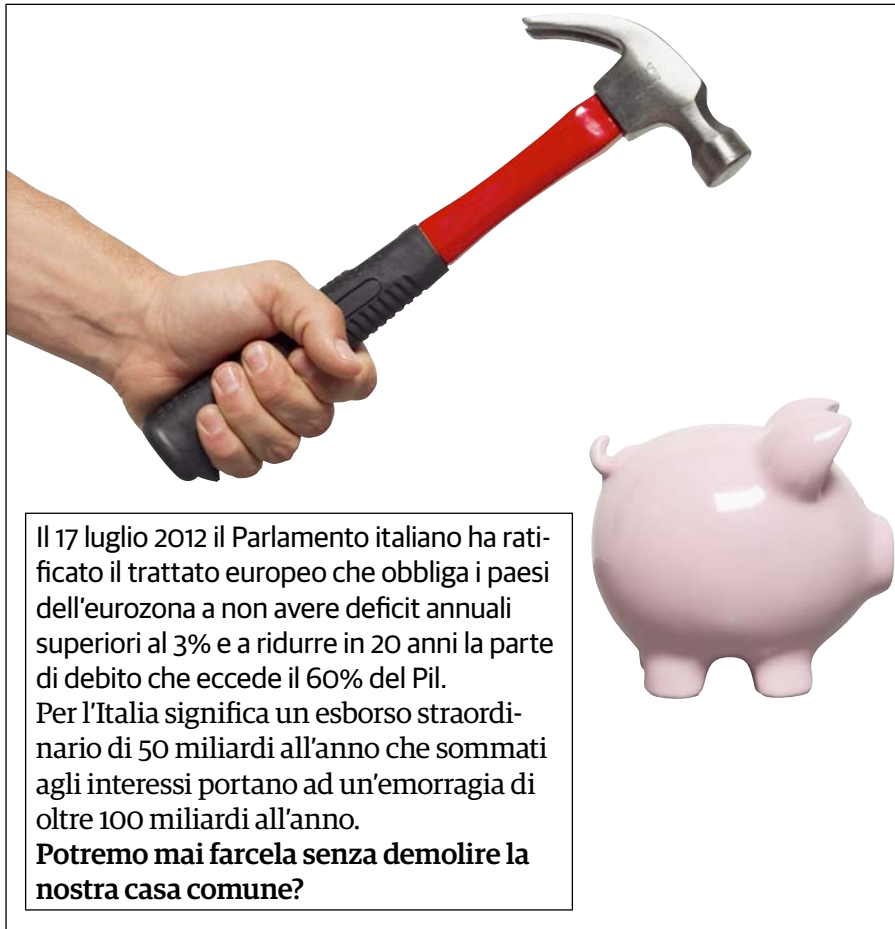 Il 17 luglio 2012 il Parlamento italiano ha rati-
ficato il trattato europeo che obbliga i paesi
dell'eurozona a non avere deficit annuali
superiori al 3% e a ridurre in 20 anni la parte
di debito che eccede il 60% del Pil.
Per l'Italia significa un esborso straordi-
nario di 50 miliardi all'anno che sommati
agli interessi portano ad un'emorragia di
oltre 100 miliardi all'anno.
Potremo mai farcela senza demolire la
nostra casa comune?